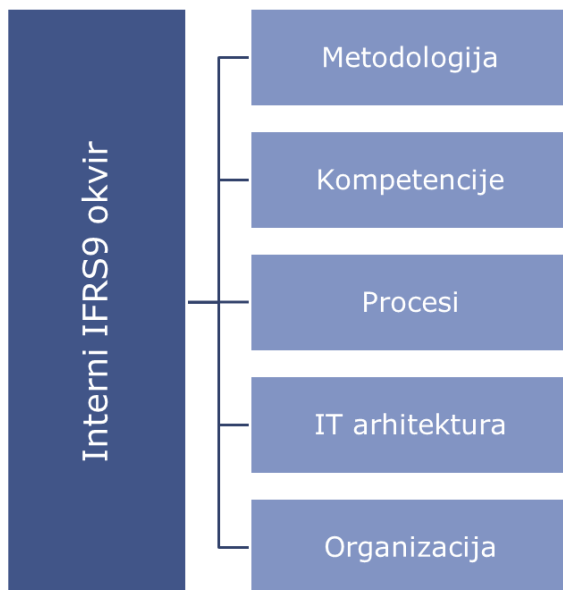 Interni IFRS9 okvir
Metodologija
Kompetencije
Procesi
IT arhitektura
Organizacija